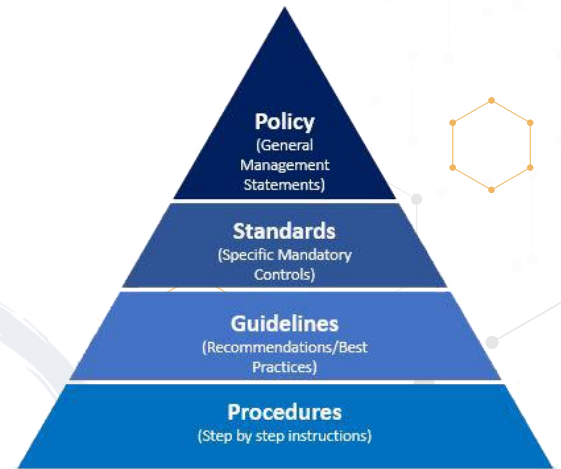 Policy
(General
Management
Statements)
Standards
(Specific Mandatory
Controls)
Guidelines
(Recommendations/Best
Practices)
Procedures
(Step by step instructions)